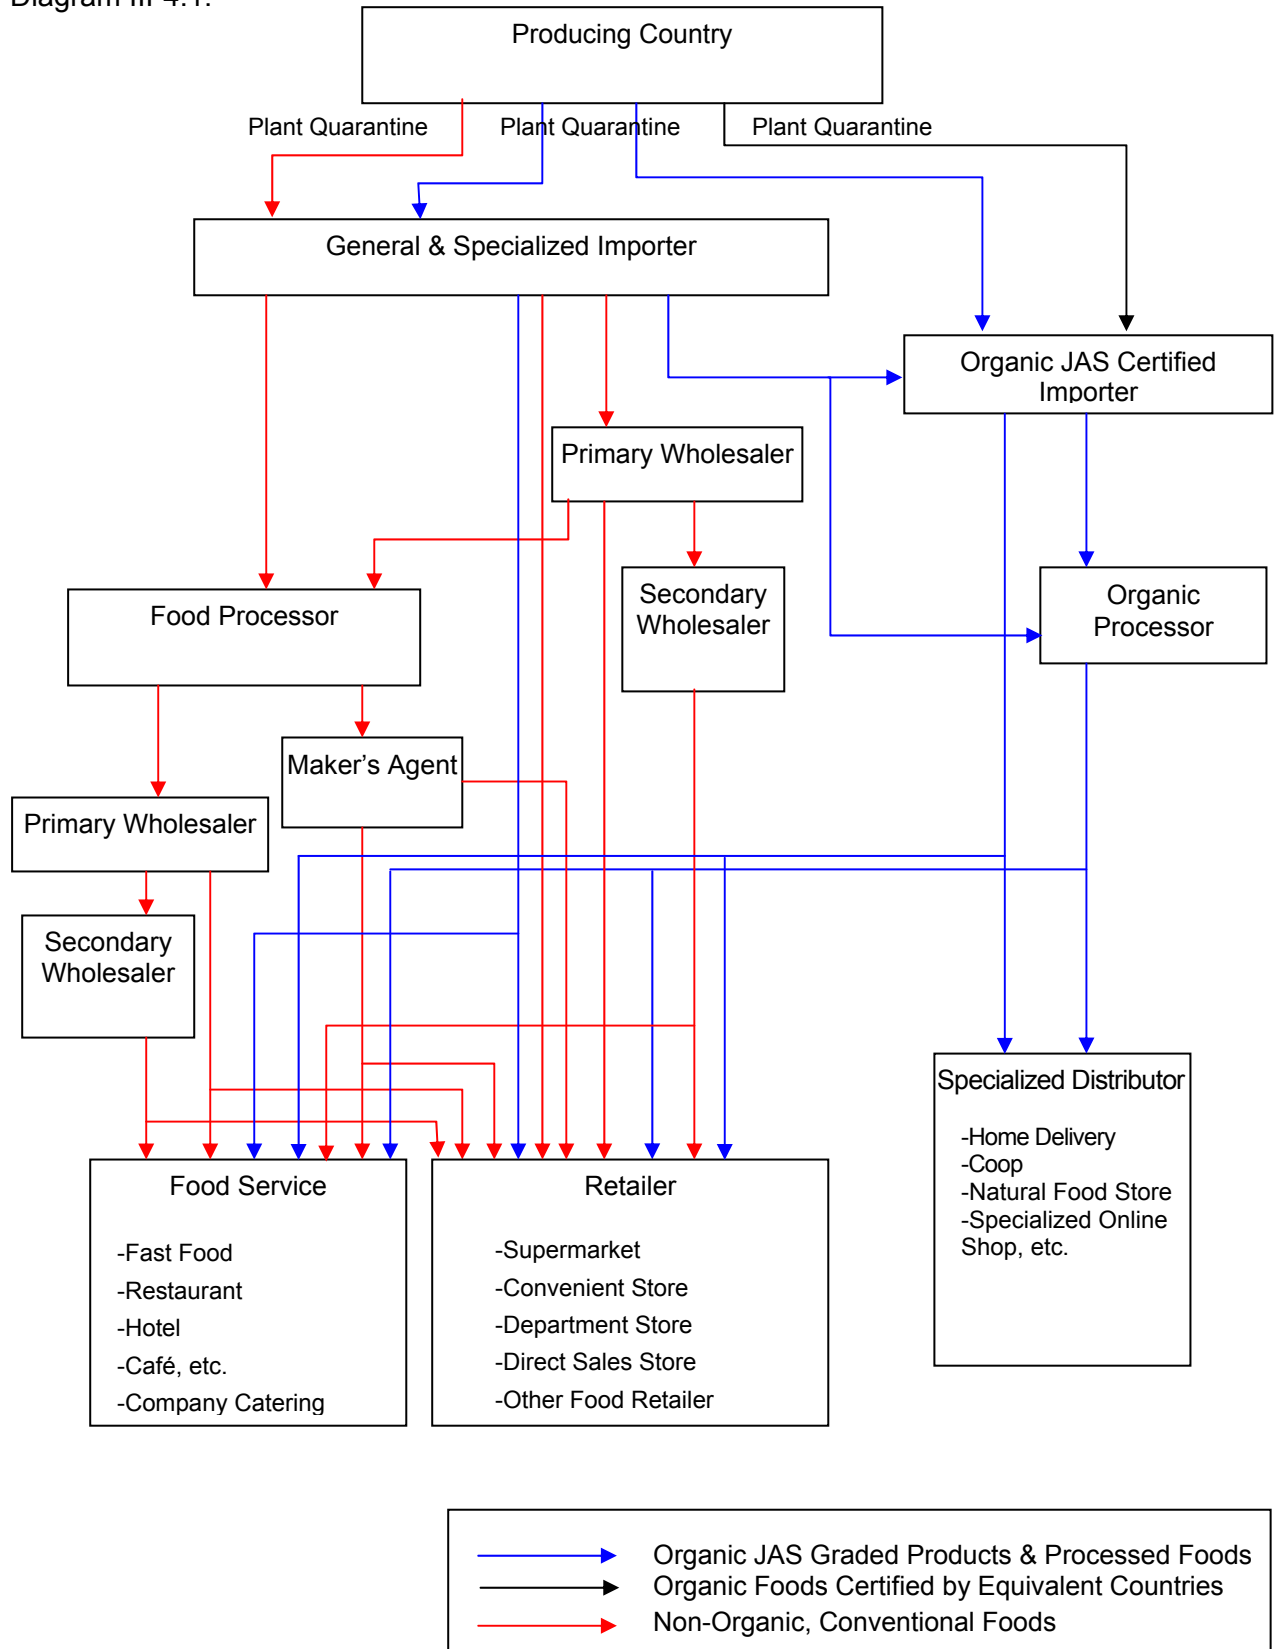 Diagram III-4.1.
Producing Country
Plant Quarantine
Plant Quarantine
Plant Quarantine
General & Specialized Importer
Organic JAS Certified
Importer
Primary Wholesaler
Secondary
Wholesaler
Organic
Processor
Food Processor
Maker’s Agent
Primary Wholesaler
Secondary
Wholesaler
Specialized Distributor
-Home Delivery
-Coop
-Natural Food Store
-Specialized Online
Shop, etc.
Food Service
-Fast Food
-Restaurant
-Hotel
-Café, etc.
-Company Catering
Retailer
-Supermarket
-Convenient Store
-Department Store
-Direct Sales Store
-Other Food Retailer
Organic JAS Graded Products & Processed Foods
Organic Foods Certified by Equivalent Countries
Non-Organic, Conventional Foods